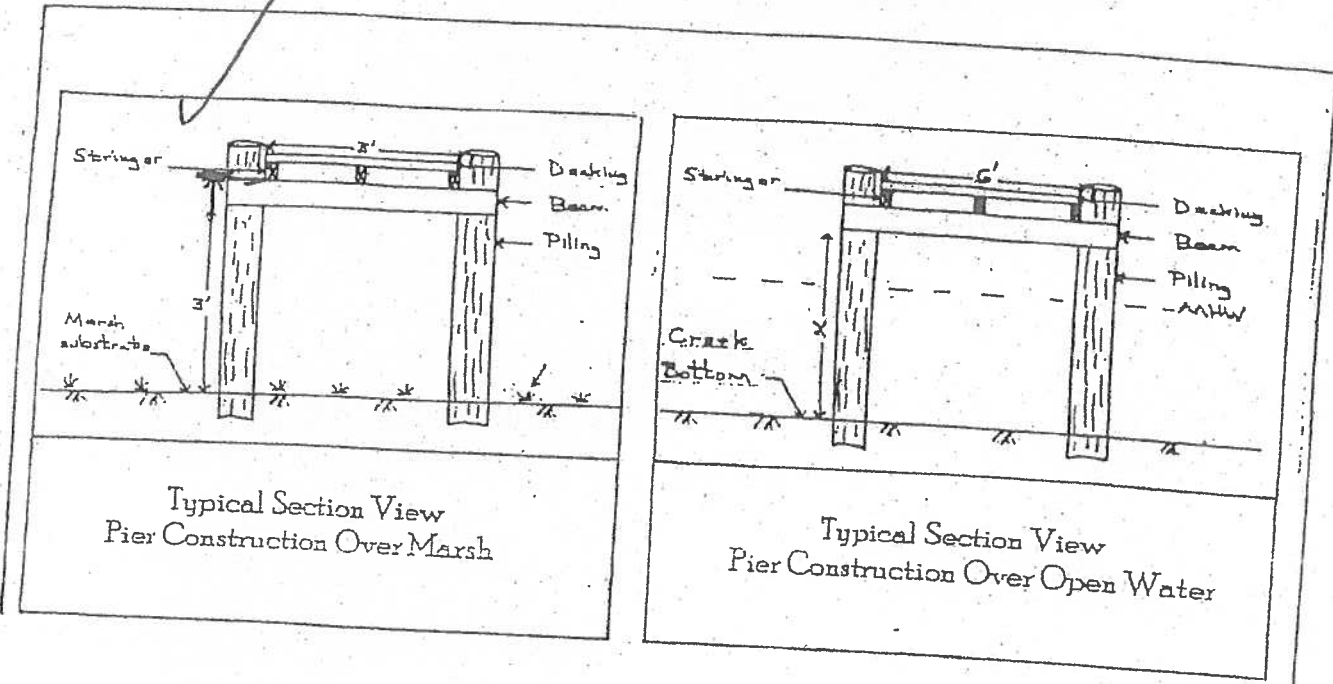 Stringer
3'
Decking
Beam
Piling
3'
Marsh
substrate
Typical Section View
Pier Construction Over Marsh
Stringer
6'
Decking
Beam
Piling
MHW
X
Creek
Bottom
Typical Section View
Pier Construction Over Open Water